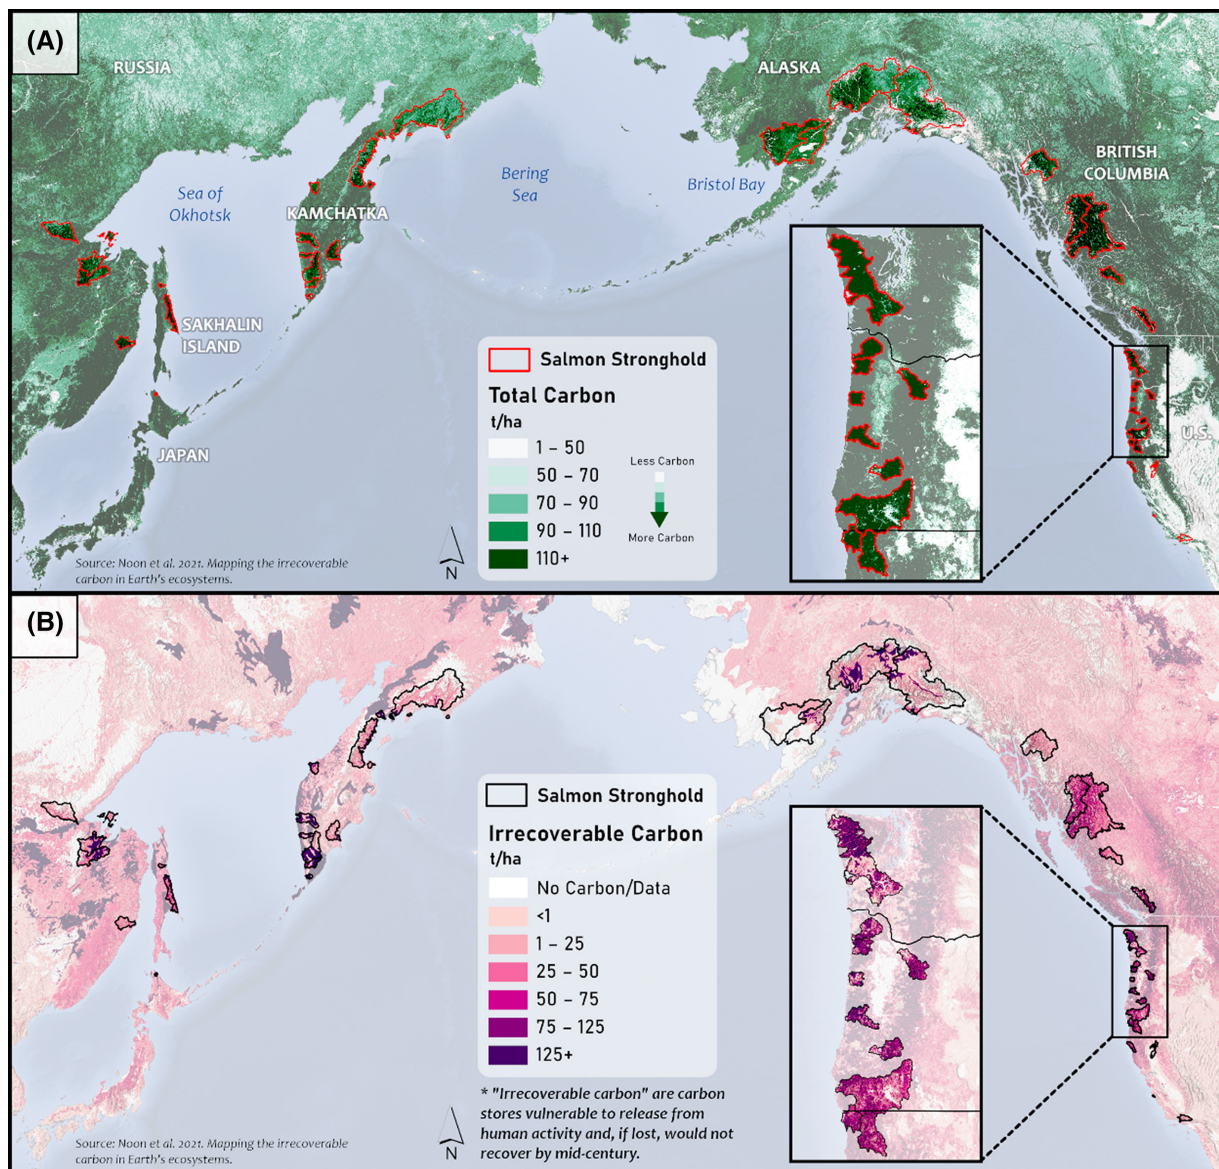 (A)
RUSSIA
ALASKA
BRITISH
COLUMBIA
Bering
Sea
Bristol Bay
Sea of
Okhotsk
KAMCHATKA
SAKHALIN
ISLAND
JAPAN
U.S.
Salmon Stronghold
Total Carbon
t/ha
1 – 50
50 – 70
70 – 90
90 – 110
110+
Less Carbon
More Carbon
N
Source: Noon et al. 2021. Mapping the irrecoverable
carbon in Earth's ecosystems.
(B)
Salmon Stronghold
Irrecoverable Carbon
t/ha
No Carbon/Data
<1
1 – 25
25 – 50
50 – 75
75 – 125
125+
* "Irrecoverable carbon" are carbon
stores vulnerable to release from
human activity and, if lost, would not
recover by mid-century.
N
Source: Noon et al. 2021. Mapping the irrecoverable
carbon in Earth's ecosystems.